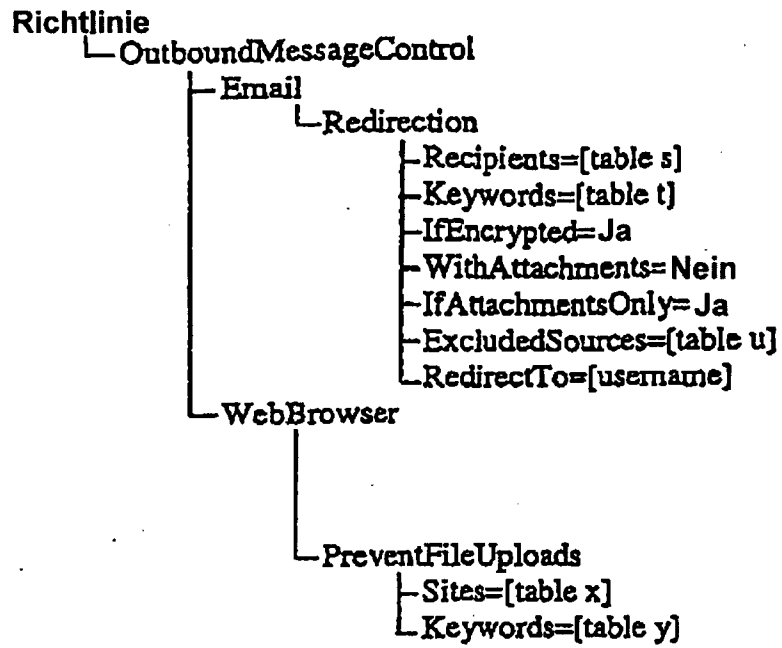 Richtlinie
OutboundMessageControl
Email
Redirection
Recipients=[table s]
Keywords=[table t]
IfEncrypted=Ja
WithAttachments=Nein
IfAttachmentsOnly=Ja
ExcludedSources=[table u]
RedirectTo=[username]
WebBrowser
PreventFileUploads
Sites=[table x]
Keywords=[table y]